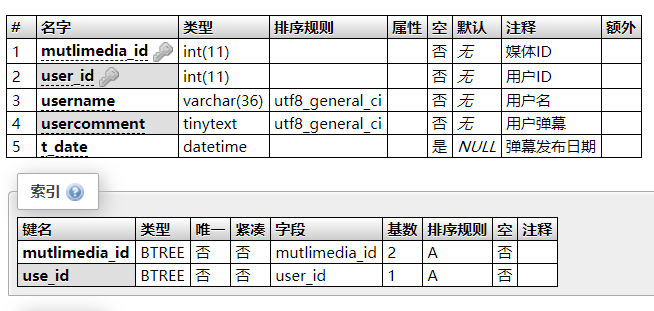 # 名字 类型 排序规则 属性 空 默认 注释 额外
1 mutlimedia_id int(11) 否 无 媒体ID
2 user_id int(11) 否 无 用户ID
3 username varchar(36) utf8_general_ci 否 无 用户名
4 usercomment tinytext utf8_general_ci 否 无 用户弹幕
5 t_date datetime 是 NULL 弹幕发布日期
索引
键名 类型 唯一 紧凑 字段 基数 排序规则 空 注释
mutlimedia_id BTREE 否 否 mutlimedia_id 2 A 否
use_id BTREE 否 否 user_id 1 A 否